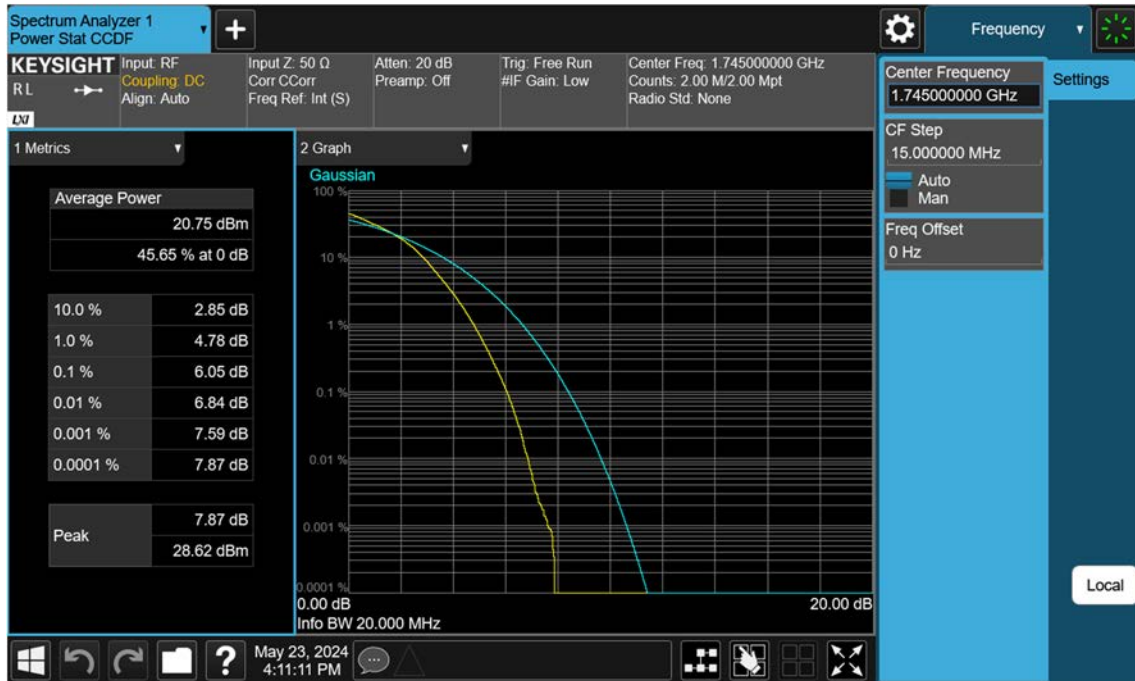 Spectrum Analyzer 1
Power Stat CCDF
+
Frequency
KEYSIGHT
RL
LXI
Input: RF
Coupling: DC
Align: Auto
Input Z: 50 Ω
Corr CCorr
Freq Ref: Int (S)
Atten: 20 dB
Preamp: Off
Trig: Free Run
#IF Gain: Low
Center Freq: 1.745000000 GHz
Counts: 2.00 M/2.00 Mpt
Radio Std: None
Center Frequency
1.745000000 GHz
Settings
CF Step
15.000000 MHz
Auto
Man
Freq Offset
0 Hz
Local
1 Metrics
Average Power
20.75 dBm
45.65 % at 0 dB
10.0 % 2.85 dB
1.0 % 4.78 dB
0.1 % 6.05 dB
0.01 % 6.84 dB
0.001 % 7.59 dB
0.0001 % 7.87 dB
Peak
7.87 dB
28.62 dBm
2 Graph
Gaussian
100 %
10 %
1 %
0.1 %
0.01 %
0.001 %
0.0001 %
0.00 dB 20.00 dB
Info BW 20.000 MHz
?
May 23, 2024
4:11:11 PM